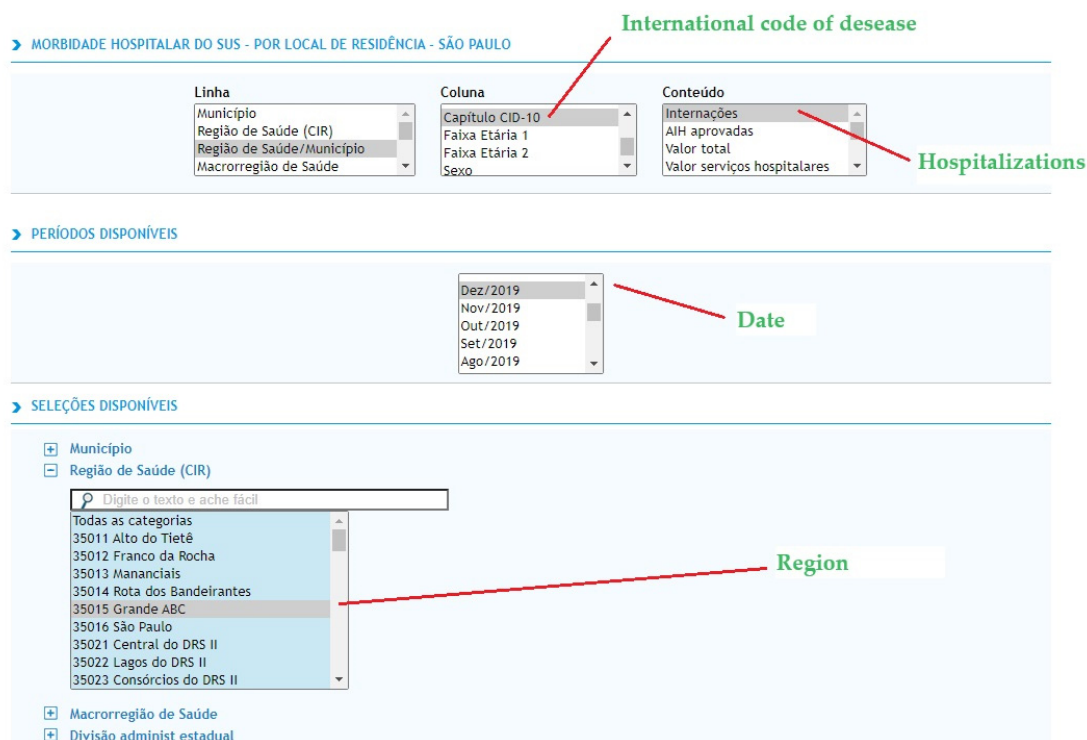 International code of desease
MORBIDADE HOSPITALAR DO SUS - POR LOCAL DE RESIDÊNCIA - SÃO PAULO
Linha
Município
Região de Saúde (CIR)
Região de Saúde/Município
Macrorregião de Saúde
Coluna
Capítulo CID-10
Faixa Etária 1
Faixa Etária 2
Sexo
Conteúdo
Internações
AIH aprovadas
Valor total
Valor serviços hospitalares
Hospitalizations
PERÍODOS DISPONÍVEIS
Dez/2019
Nov/2019
Out/2019
Set/2019
Ago/2019
Date
SELEÇÕES DISPONÍVEIS
Município
Região de Saúde (CIR)
Digite o texto e ache fácil
Todas as categorias
35011 Alto do Tietê
35012 Franco da Rocha
35013 Mananciais
35014 Rota dos Bandeirantes
35015 Grande ABC
35016 São Paulo
35021 Central do DRS II
35022 Lagos do DRS II
35023 Consórcios do DRS II
Region
Macrorregião de Saúde
Divisão administ estadual